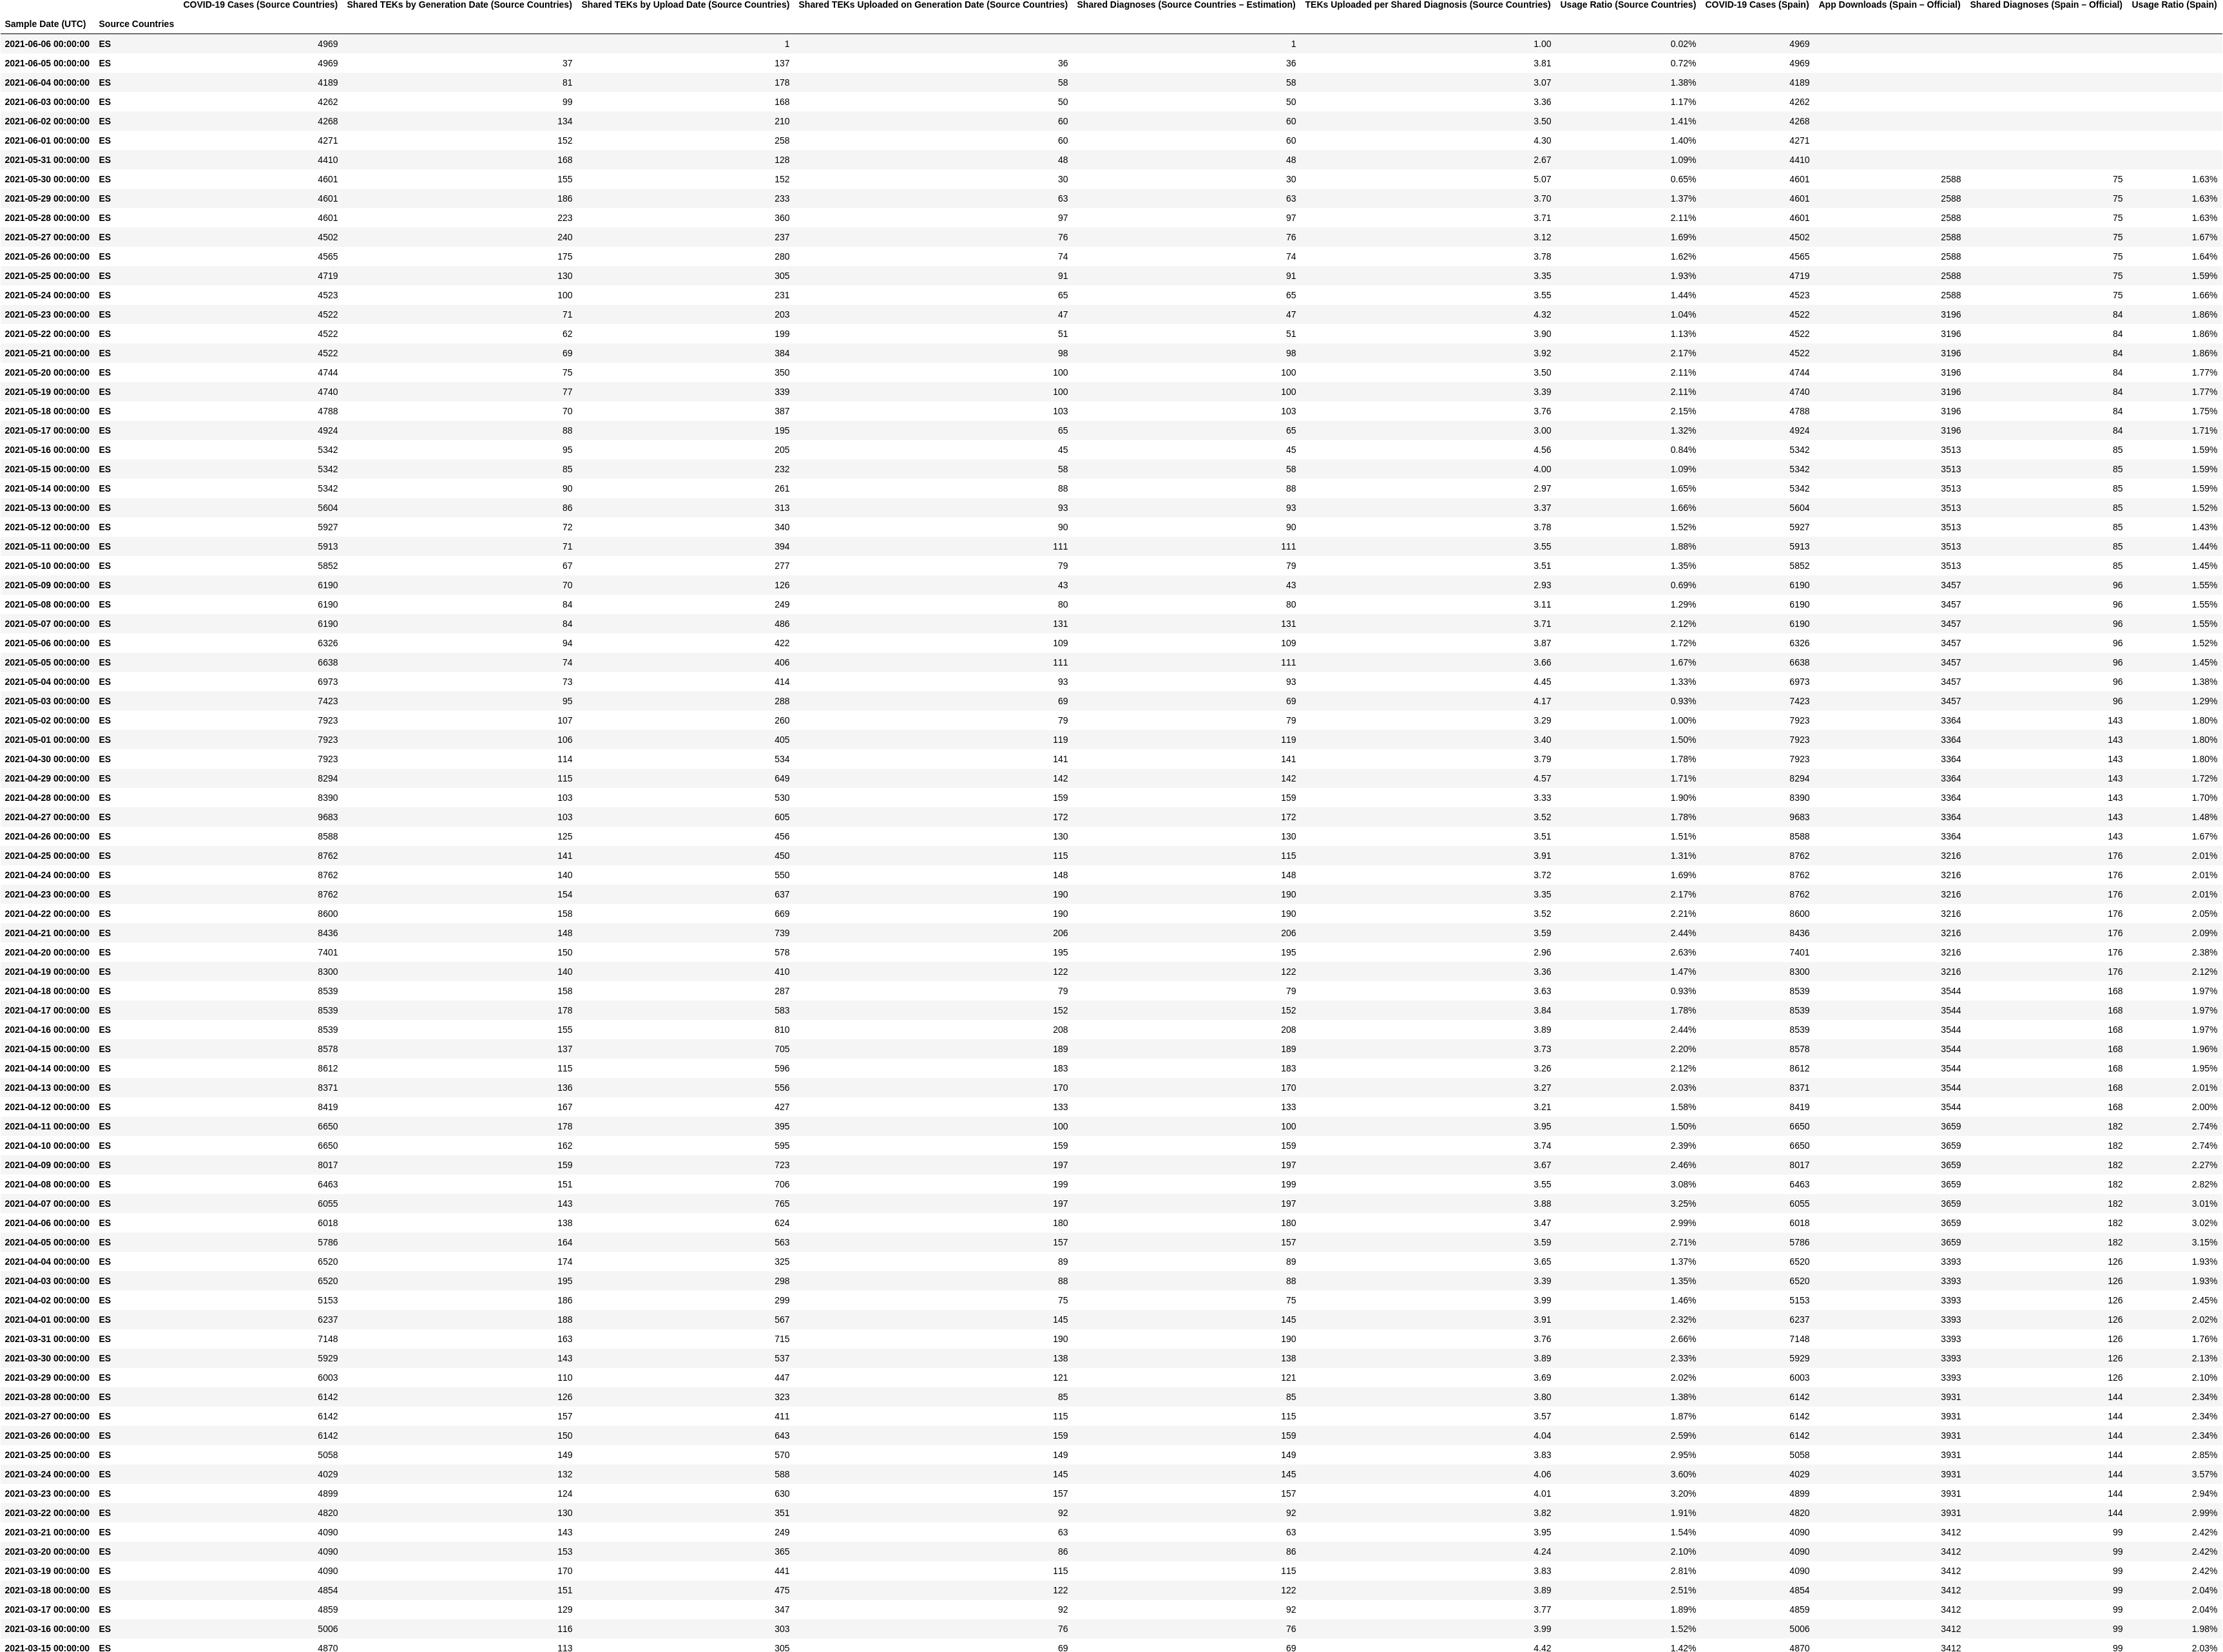 COVID-19 Cases (Source Countries) Shared TEKs by Generation Date (Source Countries) Shared TEKs by Upload Date (Source Countries) Shared TEKs Uploaded on Generation Date (Source Countries) Shared Diagnoses (Source Countries – Estimation) TEKs Uploaded per Shared Diagnosis (Source Countries) Usage Ratio (Source Countries) COVID-19 Cases (Spain) App Downloads (Spain – Official) Shared Diagnoses (Spain – Official) Usage Ratio (Spain)
Sample Date (UTC) Source Countries
2021-06-06 00:00:00 ES 4969 1 1 1.00 0.02% 4969
2021-06-05 00:00:00 ES 4969 37 137 36 36 3.81 0.72% 4969
2021-06-04 00:00:00 ES 4189 81 178 58 58 3.07 1.38% 4189
2021-06-03 00:00:00 ES 4262 99 168 50 50 3.36 1.17% 4262
2021-06-02 00:00:00 ES 4268 134 210 60 60 3.50 1.41% 4268
2021-06-01 00:00:00 ES 4271 152 258 60 60 4.30 1.40% 4271
2021-05-31 00:00:00 ES 4410 168 128 48 48 2.67 1.09% 4410
2021-05-30 00:00:00 ES 4601 155 152 30 30 5.07 0.65% 4601 2588 75 1.63%
2021-05-29 00:00:00 ES 4601 186 233 63 63 3.70 1.37% 4601 2588 75 1.63%
2021-05-28 00:00:00 ES 4601 223 360 97 97 3.71 2.11% 4601 2588 75 1.63%
2021-05-27 00:00:00 ES 4502 240 237 76 76 3.12 1.69% 4502 2588 75 1.67%
2021-05-26 00:00:00 ES 4565 175 280 74 74 3.78 1.62% 4565 2588 75 1.64%
2021-05-25 00:00:00 ES 4719 130 305 91 91 3.35 1.93% 4719 2588 75 1.59%
2021-05-24 00:00:00 ES 4523 100 231 65 65 3.55 1.44% 4523 2588 75 1.66%
2021-05-23 00:00:00 ES 4522 71 203 47 47 4.32 1.04% 4522 3196 84 1.86%
2021-05-22 00:00:00 ES 4522 62 199 51 51 3.90 1.13% 4522 3196 84 1.86%
2021-05-21 00:00:00 ES 4522 69 384 98 98 3.92 2.17% 4522 3196 84 1.86%
2021-05-20 00:00:00 ES 4744 75 350 100 100 3.50 2.11% 4744 3196 84 1.77%
2021-05-19 00:00:00 ES 4740 77 339 100 100 3.39 2.11% 4740 3196 84 1.77%
2021-05-18 00:00:00 ES 4788 70 387 103 103 3.76 2.15% 4788 3196 84 1.75%
2021-05-17 00:00:00 ES 4924 88 195 65 65 3.00 1.32% 4924 3196 84 1.71%
2021-05-16 00:00:00 ES 5342 95 205 45 45 4.56 0.84% 5342 3513 85 1.59%
2021-05-15 00:00:00 ES 5342 85 232 58 58 4.00 1.09% 5342 3513 85 1.59%
2021-05-14 00:00:00 ES 5342 90 261 88 88 2.97 1.65% 5342 3513 85 1.59%
2021-05-13 00:00:00 ES 5604 86 313 93 93 3.37 1.66% 5604 3513 85 1.52%
2021-05-12 00:00:00 ES 5927 72 340 90 90 3.78 1.52% 5927 3513 85 1.43%
2021-05-11 00:00:00 ES 5913 71 394 111 111 3.55 1.88% 5913 3513 85 1.44%
2021-05-10 00:00:00 ES 5852 67 277 79 79 3.51 1.35% 5852 3513 85 1.45%
2021-05-09 00:00:00 ES 6190 70 126 43 43 2.93 0.69% 6190 3457 96 1.55%
2021-05-08 00:00:00 ES 6190 84 249 80 80 3.11 1.29% 6190 3457 96 1.55%
2021-05-07 00:00:00 ES 6190 84 486 131 131 3.71 2.12% 6190 3457 96 1.55%
2021-05-06 00:00:00 ES 6326 94 422 109 109 3.87 1.72% 6326 3457 96 1.52%
2021-05-05 00:00:00 ES 6638 74 406 111 111 3.66 1.67% 6638 3457 96 1.45%
2021-05-04 00:00:00 ES 6973 73 414 93 93 4.45 1.33% 6973 3457 96 1.38%
2021-05-03 00:00:00 ES 7423 95 288 69 69 4.17 0.93% 7423 3457 96 1.29%
2021-05-02 00:00:00 ES 7923 107 260 79 79 3.29 1.00% 7923 3364 143 1.80%
2021-05-01 00:00:00 ES 7923 106 405 119 119 3.40 1.50% 7923 3364 143 1.80%
2021-04-30 00:00:00 ES 7923 114 534 141 141 3.79 1.78% 7923 3364 143 1.80%
2021-04-29 00:00:00 ES 8294 115 649 142 142 4.57 1.71% 8294 3364 143 1.72%
2021-04-28 00:00:00 ES 8390 103 530 159 159 3.33 1.90% 8390 3364 143 1.70%
2021-04-27 00:00:00 ES 9683 103 605 172 172 3.52 1.78% 9683 3364 143 1.48%
2021-04-26 00:00:00 ES 8588 125 456 130 130 3.51 1.51% 8588 3364 143 1.67%
2021-04-25 00:00:00 ES 8762 141 450 115 115 3.91 1.31% 8762 3216 176 2.01%
2021-04-24 00:00:00 ES 8762 140 550 148 148 3.72 1.69% 8762 3216 176 2.01%
2021-04-23 00:00:00 ES 8762 154 637 190 190 3.35 2.17% 8762 3216 176 2.01%
2021-04-22 00:00:00 ES 8600 158 669 190 190 3.52 2.21% 8600 3216 176 2.05%
2021-04-21 00:00:00 ES 8436 148 739 206 206 3.59 2.44% 8436 3216 176 2.09%
2021-04-20 00:00:00 ES 7401 150 578 195 195 2.96 2.63% 7401 3216 176 2.38%
2021-04-19 00:00:00 ES 8300 140 410 122 122 3.36 1.47% 8300 3216 176 2.12%
2021-04-18 00:00:00 ES 8539 158 287 79 79 3.63 0.93% 8539 3544 168 1.97%
2021-04-17 00:00:00 ES 8539 178 583 152 152 3.84 1.78% 8539 3544 168 1.97%
2021-04-16 00:00:00 ES 8539 155 810 208 208 3.89 2.44% 8539 3544 168 1.97%
2021-04-15 00:00:00 ES 8578 137 705 189 189 3.73 2.20% 8578 3544 168 1.96%
2021-04-14 00:00:00 ES 8612 115 596 183 183 3.26 2.12% 8612 3544 168 1.95%
2021-04-13 00:00:00 ES 8371 136 556 170 170 3.27 2.03% 8371 3544 168 2.01%
2021-04-12 00:00:00 ES 8419 167 427 133 133 3.21 1.58% 8419 3544 168 2.00%
2021-04-11 00:00:00 ES 6650 178 395 100 100 3.95 1.50% 6650 3659 182 2.74%
2021-04-10 00:00:00 ES 6650 162 595 159 159 3.74 2.39% 6650 3659 182 2.74%
2021-04-09 00:00:00 ES 8017 159 723 197 197 3.67 2.46% 8017 3659 182 2.27%
2021-04-08 00:00:00 ES 6463 151 706 199 199 3.55 3.08% 6463 3659 182 2.82%
2021-04-07 00:00:00 ES 6055 143 765 197 197 3.88 3.25% 6055 3659 182 3.01%
2021-04-06 00:00:00 ES 6018 138 624 180 180 3.47 2.99% 6018 3659 182 3.02%
2021-04-05 00:00:00 ES 5786 164 563 157 157 3.59 2.71% 5786 3659 182 3.15%
2021-04-04 00:00:00 ES 6520 174 325 89 89 3.65 1.37% 6520 3393 126 1.93%
2021-04-03 00:00:00 ES 6520 195 298 88 88 3.39 1.35% 6520 3393 126 1.93%
2021-04-02 00:00:00 ES 5153 186 299 75 75 3.99 1.46% 5153 3393 126 2.45%
2021-04-01 00:00:00 ES 6237 188 567 145 145 3.91 2.32% 6237 3393 126 2.02%
2021-03-31 00:00:00 ES 7148 163 715 190 190 3.76 2.66% 7148 3393 126 1.76%
2021-03-30 00:00:00 ES 5929 143 537 138 138 3.89 2.33% 5929 3393 126 2.13%
2021-03-29 00:00:00 ES 6003 110 447 121 121 3.69 2.02% 6003 3393 126 2.10%
2021-03-28 00:00:00 ES 6142 126 323 85 85 3.80 1.38% 6142 3931 144 2.34%
2021-03-27 00:00:00 ES 6142 157 411 115 115 3.57 1.87% 6142 3931 144 2.34%
2021-03-26 00:00:00 ES 6142 150 643 159 159 4.04 2.59% 6142 3931 144 2.34%
2021-03-25 00:00:00 ES 5058 149 570 149 149 3.83 2.95% 5058 3931 144 2.85%
2021-03-24 00:00:00 ES 4029 132 588 145 145 4.06 3.60% 4029 3931 144 3.57%
2021-03-23 00:00:00 ES 4899 124 630 157 157 4.01 3.20% 4899 3931 144 2.94%
2021-03-22 00:00:00 ES 4820 130 351 92 92 3.82 1.91% 4820 3931 144 2.99%
2021-03-21 00:00:00 ES 4090 143 249 63 63 3.95 1.54% 4090 3412 99 2.42%
2021-03-20 00:00:00 ES 4090 153 365 86 86 4.24 2.10% 4090 3412 99 2.42%
2021-03-19 00:00:00 ES 4090 170 441 115 115 3.83 2.81% 4090 3412 99 2.42%
2021-03-18 00:00:00 ES 4854 151 475 122 122 3.89 2.51% 4854 3412 99 2.04%
2021-03-17 00:00:00 ES 4859 129 347 92 92 3.77 1.89% 4859 3412 99 2.04%
2021-03-16 00:00:00 ES 5006 116 303 76 76 3.99 1.52% 5006 3412 99 1.98%
2021-03-15 00:00:00 ES 4870 113 305 69 69 4.42 1.42% 4870 3412 99 2.03%